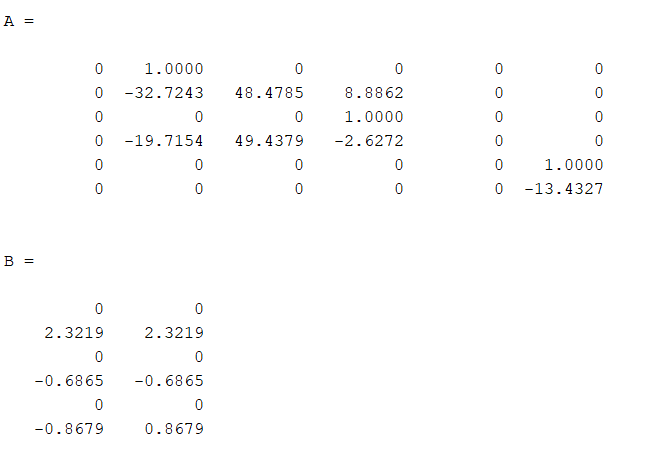 A =
0 1.0000 0 0 0 0
0 -32.7243 48.4785 8.8862 0 0
0 0 0 1.0000 0 0
0 -19.7154 49.4379 -2.6272 0 0
0 0 0 0 0 1.0000
0 0 0 0 0 -13.4327
B =
0 0
2.3219 2.3219
0 0
-0.6865 -0.6865
0 0
-0.8679 0.8679